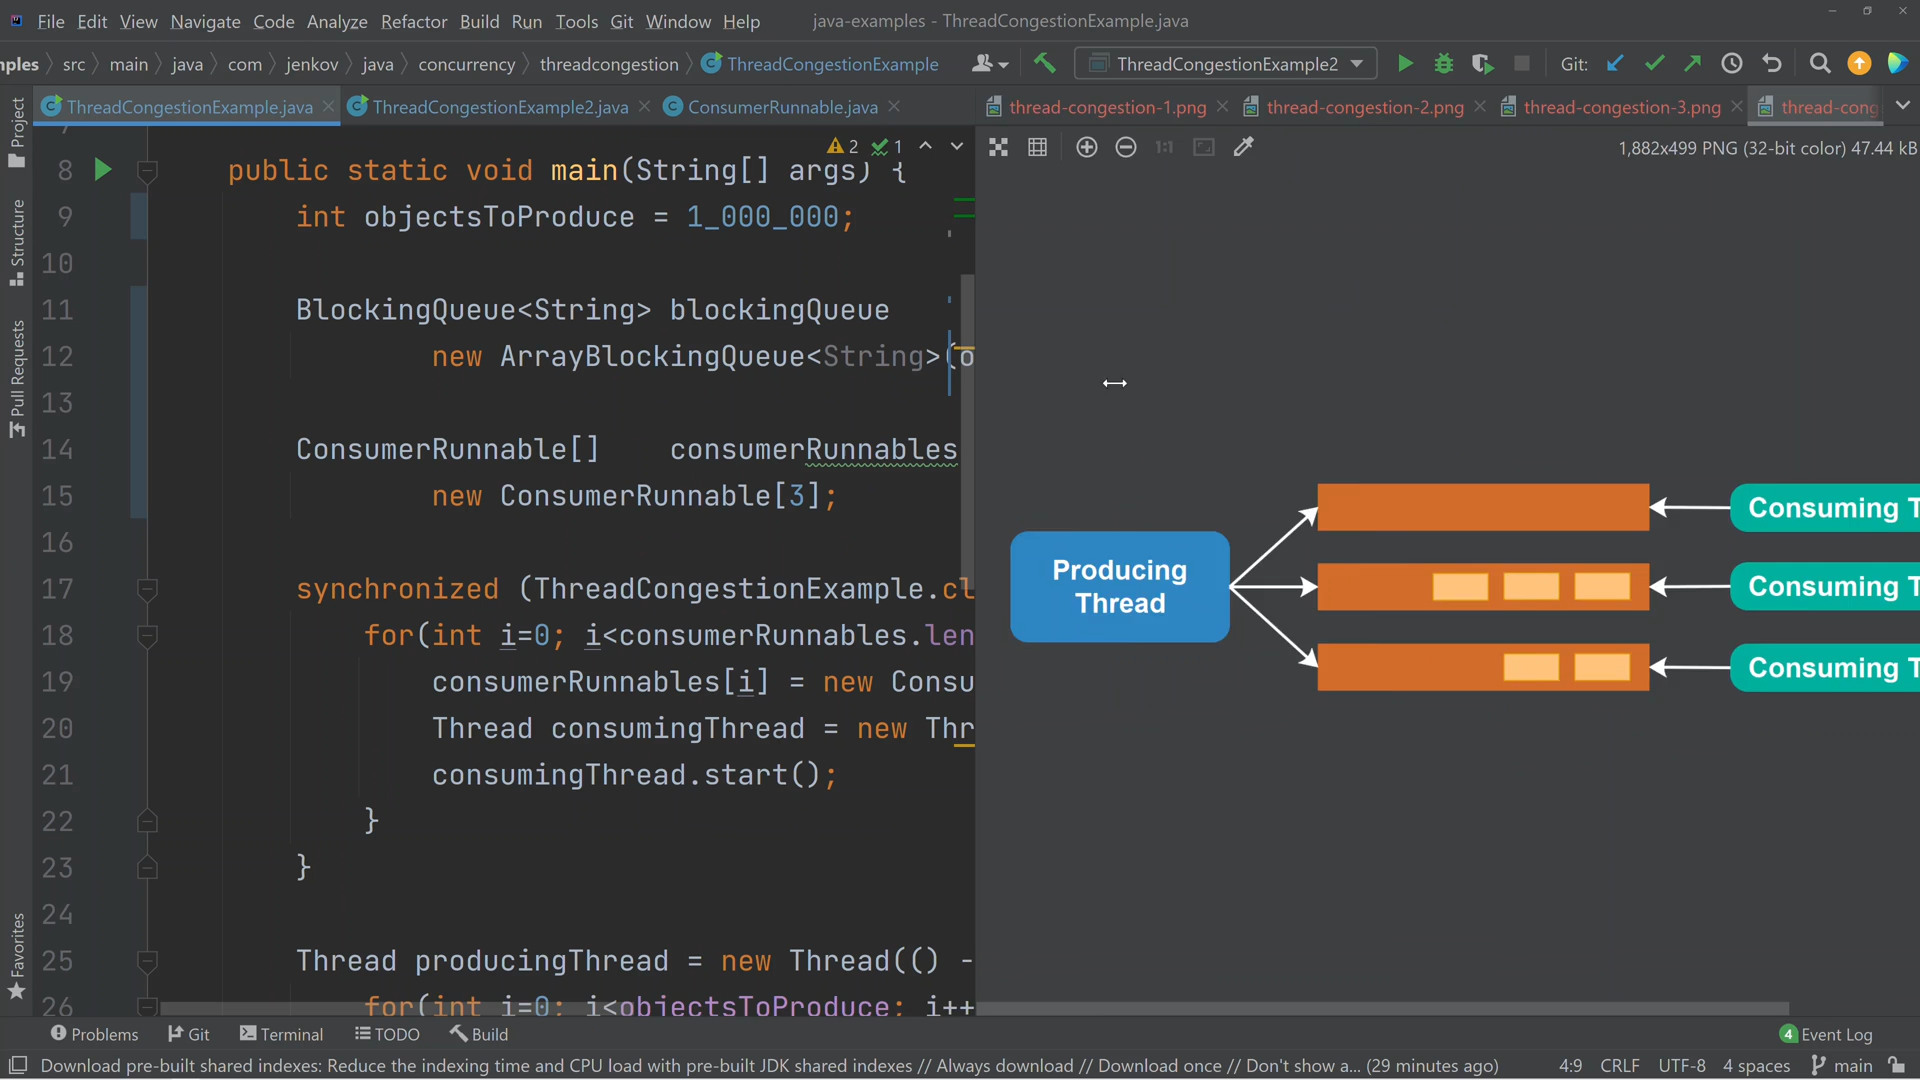 File Edit View Navigate Code Analyze Refactor Build Run Tools Git Window Help java-examples - ThreadCongestionExample.java
nples src main java com jenkov java concurrency threadcongestion ThreadCongestionExample ThreadCongestionExample2 Git:
ThreadCongestionExample.java ThreadCongestionExample2.java ConsumerRunnable.java thread-congestion-1.png thread-congestion-2.png thread-congestion-3.png thread-cong
2 1 1:1 1,882x499 PNG (32-bit color) 47.44 kB
Project
Structure
Pull Requests
Favorites
7
8 public static void main(String[] args) {
9 int objectsToProduce = 1_000_000;
10
11 BlockingQueue<String> blockingQueue
12 new ArrayBlockingQueue<String>(o
13
14 ConsumerRunnable[] consumerRunnables
15 new ConsumerRunnable[3];
16
17 synchronized (ThreadCongestionExample.cl
18 for(int i=0; i<consumerRunnables.len
19 consumerRunnables[i] = new Consu
20 Thread consumingThread = new Thr
21 consumingThread.start();
22 }
23 }
24
25 Thread producingThread = new Thread(() -
26 for(int i=0; i<objectsToProduce; i++
Producing
Thread
Consuming T
Consuming T
Consuming T
Problems Git Terminal TODO Build 4 Event Log
Download pre-built shared indexes: Reduce the indexing time and CPU load with pre-built JDK shared indexes // Always download // Download once // Don't show a... (29 minutes ago) 4:9 CRLF UTF-8 4 spaces main